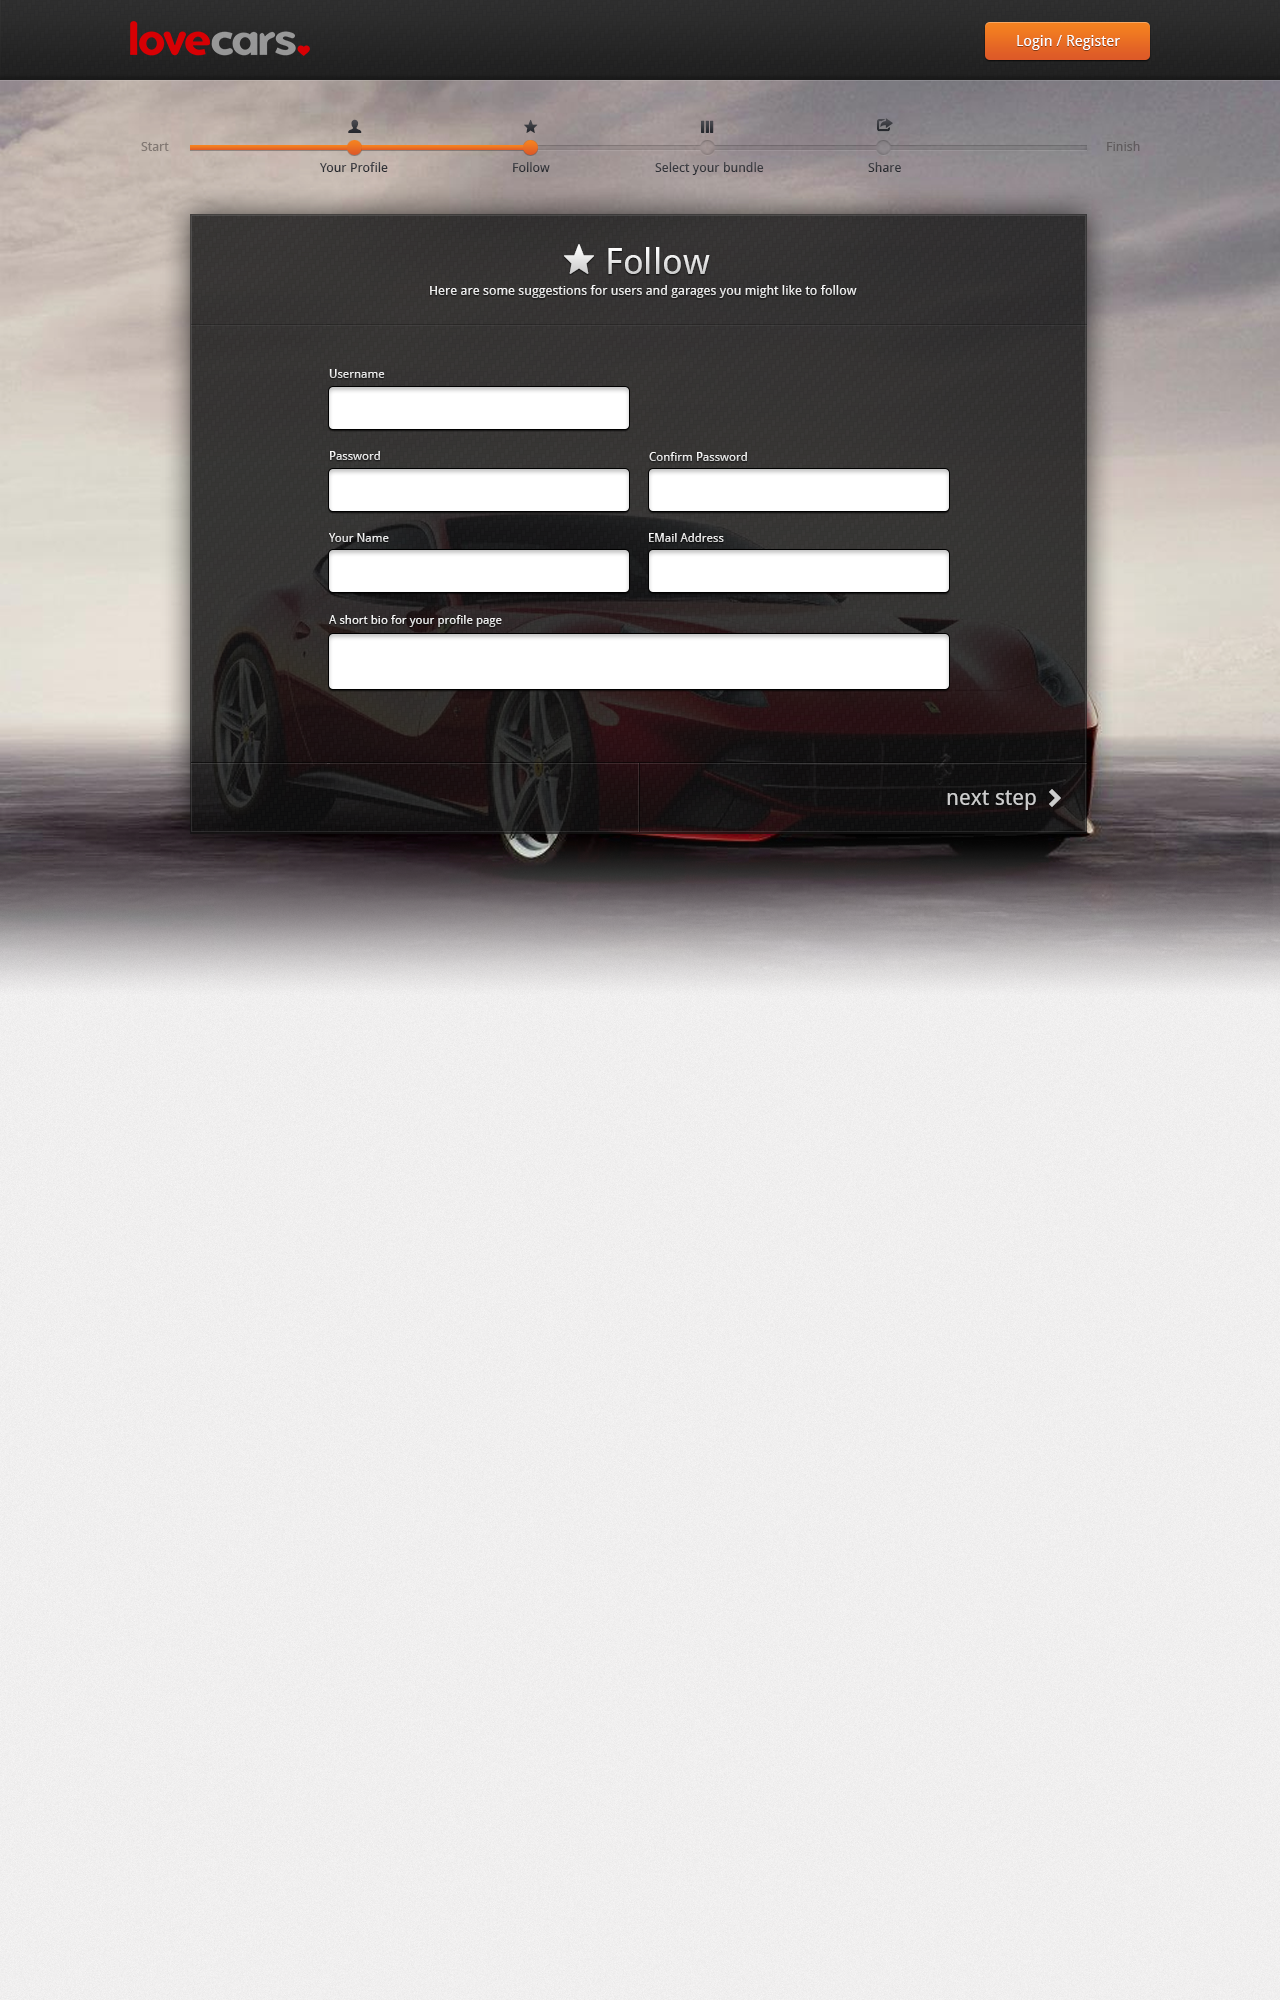 lovecars
Login / Register
Start
Finish
Your Profile
Follow
Select your bundle
Share
Follow
Here are some suggestions for users and garages you might like to follow
Username
Password
Confirm Password
Your Name
EMail Address
A short bio for your profile page
next step